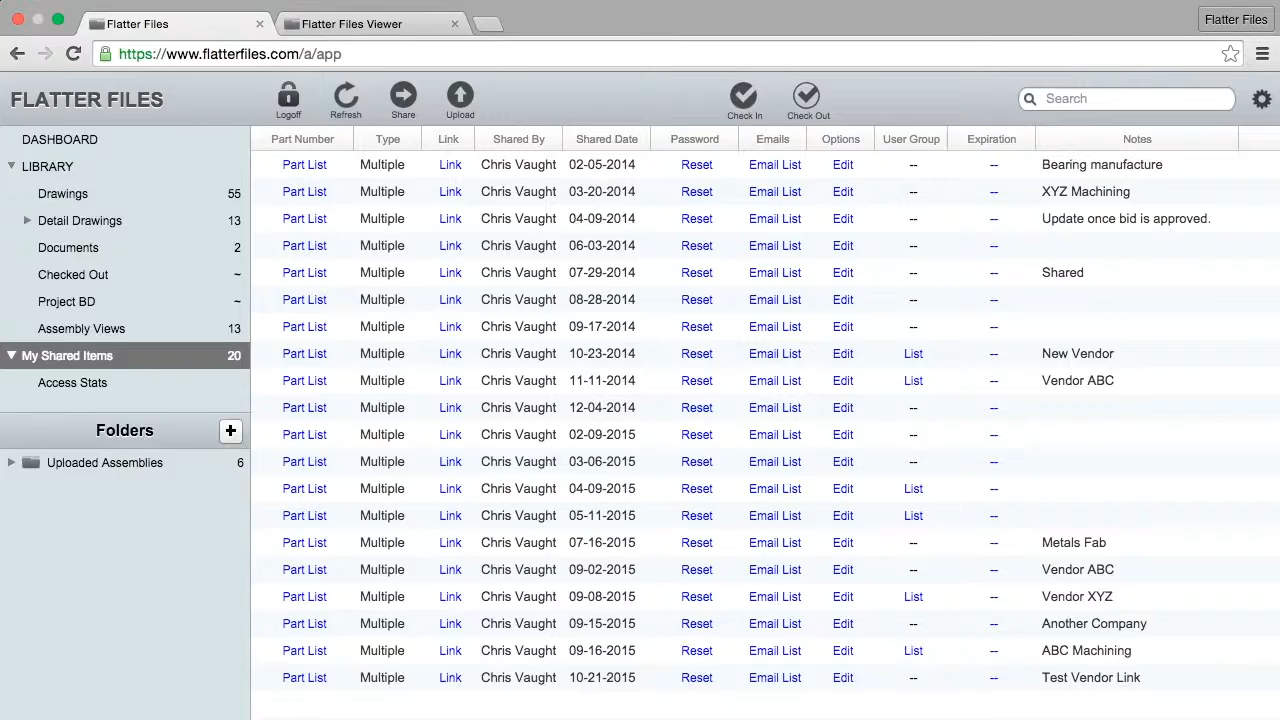 Flatter Files
Flatter Files Viewer
Flatter Files
https://www.flatterfiles.com/a/app
FLATTER FILES
Logoff
Refresh
Share
Upload
Check In
Check Out
Search
DASHBOARD
LIBRARY
Drawings 55
Detail Drawings 13
Documents 2
Checked Out ~
Project BD ~
Assembly Views 13
My Shared Items 20
Access Stats
Folders +
Uploaded Assemblies 6
Part Number Type Link Shared By Shared Date Password Emails Options User Group Expiration Notes
Part List Multiple Link Chris Vaught 02-05-2014 Reset Email List Edit -- -- Bearing manufacture
Part List Multiple Link Chris Vaught 03-20-2014 Reset Email List Edit -- -- XYZ Machining
Part List Multiple Link Chris Vaught 04-09-2014 Reset Email List Edit -- -- Update once bid is approved.
Part List Multiple Link Chris Vaught 06-03-2014 Reset Email List Edit -- --
Part List Multiple Link Chris Vaught 07-29-2014 Reset Email List Edit -- -- Shared
Part List Multiple Link Chris Vaught 08-28-2014 Reset Email List Edit -- --
Part List Multiple Link Chris Vaught 09-17-2014 Reset Email List Edit -- --
Part List Multiple Link Chris Vaught 10-23-2014 Reset Email List Edit List -- New Vendor
Part List Multiple Link Chris Vaught 11-11-2014 Reset Email List Edit List -- Vendor ABC
Part List Multiple Link Chris Vaught 12-04-2014 Reset Email List Edit -- --
Part List Multiple Link Chris Vaught 02-09-2015 Reset Email List Edit -- --
Part List Multiple Link Chris Vaught 03-06-2015 Reset Email List Edit -- --
Part List Multiple Link Chris Vaught 04-09-2015 Reset Email List Edit List --
Part List Multiple Link Chris Vaught 05-11-2015 Reset Email List Edit List --
Part List Multiple Link Chris Vaught 07-16-2015 Reset Email List Edit -- -- Metals Fab
Part List Multiple Link Chris Vaught 09-02-2015 Reset Email List Edit -- -- Vendor ABC
Part List Multiple Link Chris Vaught 09-08-2015 Reset Email List Edit List -- Vendor XYZ
Part List Multiple Link Chris Vaught 09-15-2015 Reset Email List Edit -- -- Another Company
Part List Multiple Link Chris Vaught 09-16-2015 Reset Email List Edit List -- ABC Machining
Part List Multiple Link Chris Vaught 10-21-2015 Reset Email List Edit -- -- Test Vendor Link